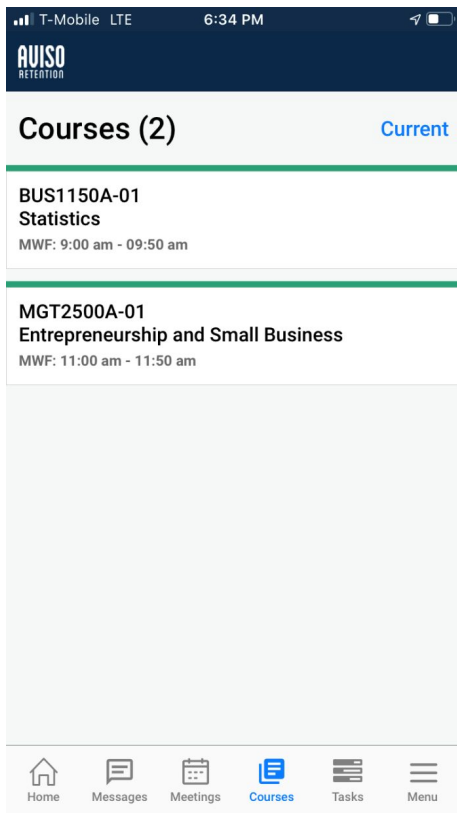 T-Mobile LTE 6:34 PM
AVISO
RETENTION
Courses (2) Current
BUS1150A-01
Statistics
MWF: 9:00 am - 09:50 am
MGT2500A-01
Entrepreneurship and Small Business
MWF: 11:00 am - 11:50 am
Home Messages Meetings Courses Tasks Menu